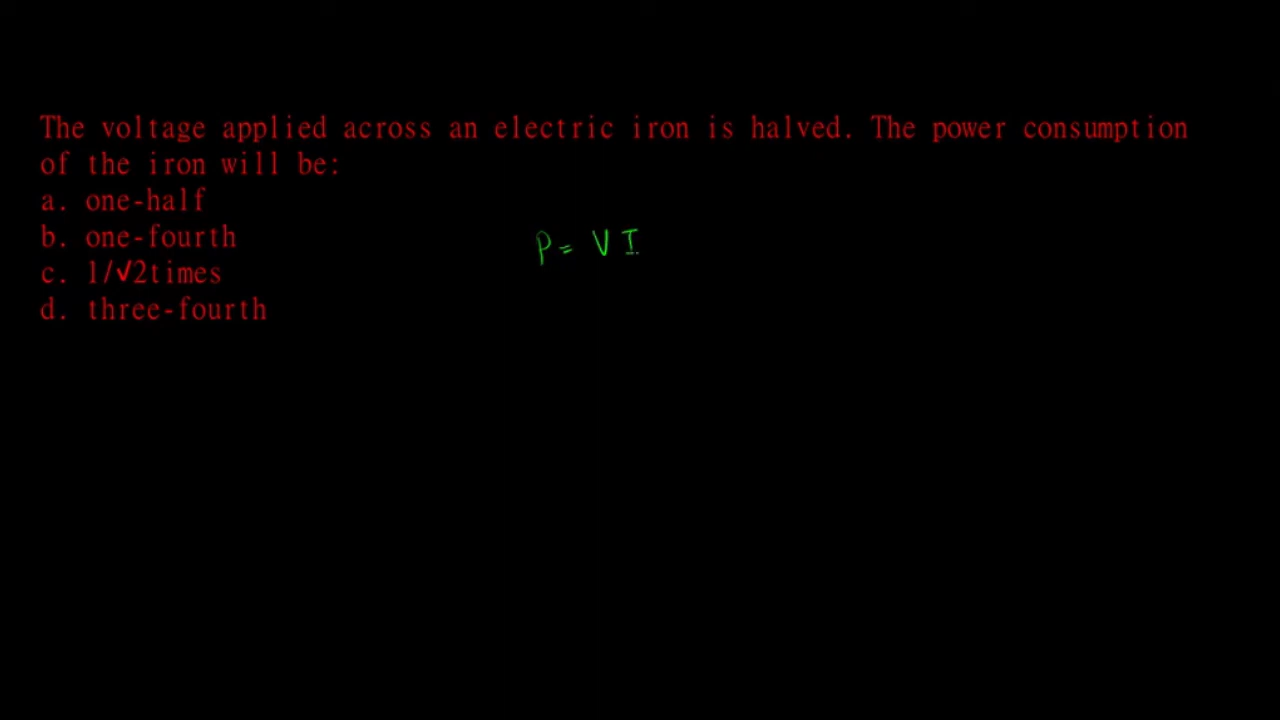 The voltage applied across an electric iron is halved. The power consumption
of the iron will be:
a. one-half
b. one-fourth
c. 1/√2times
d. three-fourth
P = V I